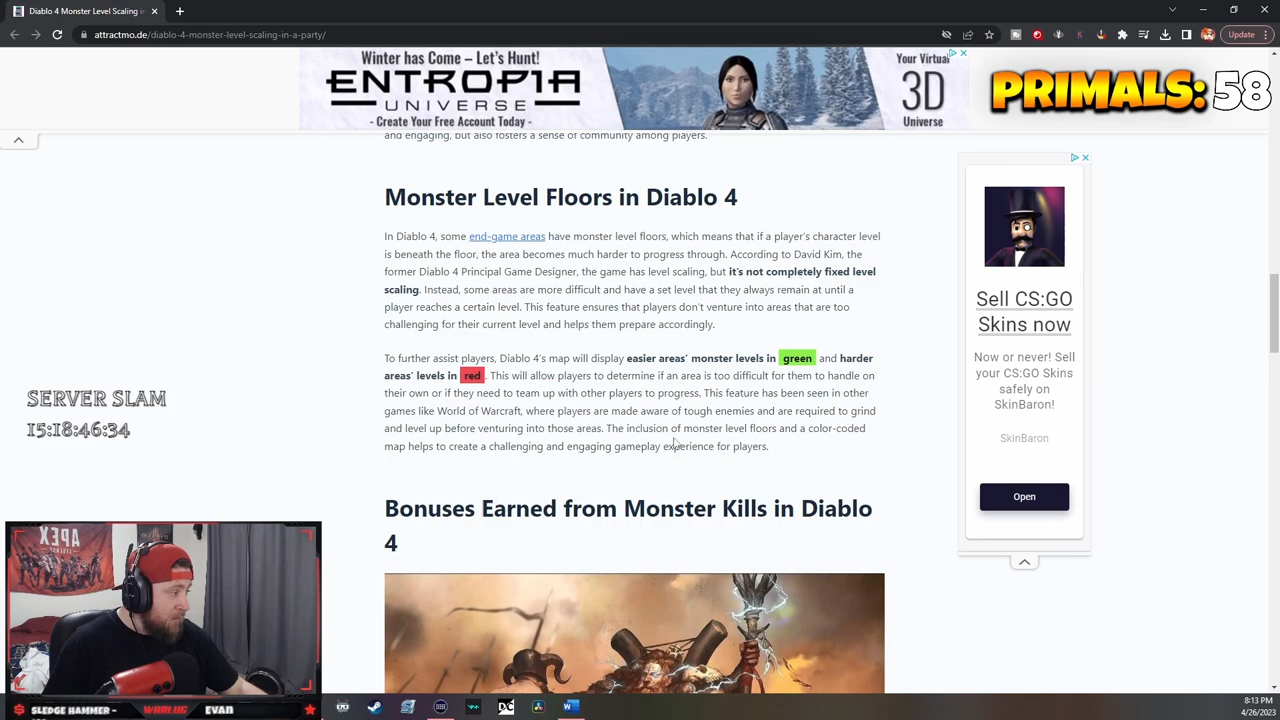 Diablo 4 Monster Level Scaling in
Update
attractmo.de/diablo-4-monster-level-scaling-in-a-party/
Winter has Come – Let's Hunt!
ENTROPIA
UNIVERSE
- Create Your Free Account Today -
Your Virtual
3D
Universe
PRIMALS: 58
and engaging, but also fosters a sense of community among players.
Monster Level Floors in Diablo 4
In Diablo 4, some end-game areas have monster level floors, which means that if a player's character level
is beneath the floor, the area becomes much harder to progress through. According to David Kim, the
former Diablo 4 Principal Game Designer, the game has level scaling, but it's not completely fixed level
scaling. Instead, some areas are more difficult and have a set level that they always remain at until a
player reaches a certain level. This feature ensures that players don't venture into areas that are too
challenging for their current level and helps them prepare accordingly.
To further assist players, Diablo 4's map will display easier areas' monster levels in green and harder
areas' levels in red. This will allow players to determine if an area is too difficult for them to handle on
their own or if they need to team up with other players to progress. This feature has been seen in other
games like World of Warcraft, where players are made aware of tough enemies and are required to grind
and level up before venturing into those areas. The inclusion of monster level floors and a color-coded
map helps to create a challenging and engaging gameplay experience for players.
Bonuses Earned from Monster Kills in Diablo
4
Sell CS:GO
Skins now
Now or never! Sell
your CS:GO Skins
safely on
SkinBaron!
SkinBaron
Open
SERVER SLAM
15:18:46:34
APEX
SLEDGE HAMMER -
WARLUG
EVAN
8:13 PM
4/26/2023